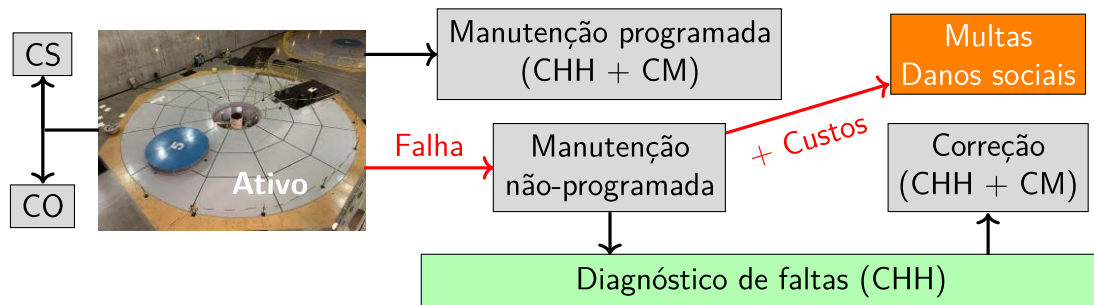 CS
CO
5
Ativo
Manutenção programada
(CHH + CM)
Falha
Manutenção
não-programada
+ Custos
Multas
Danos sociais
Correção
(CHH + CM)
Diagnóstico de faltas (CHH)